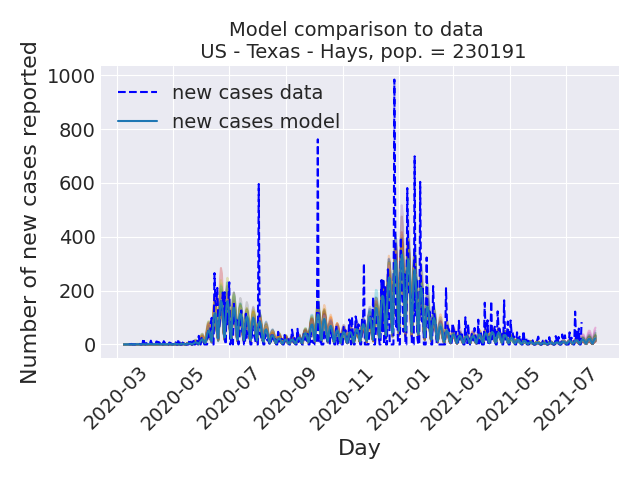 Model comparison to data
US - Texas - Hays, pop. = 230191
Number of new cases reported
1000
800
600
400
200
0
new cases data
new cases model
2020-03
2020-05
2020-07
2020-09
2020-11
2021-01
2021-03
2021-05
2021-07
Day